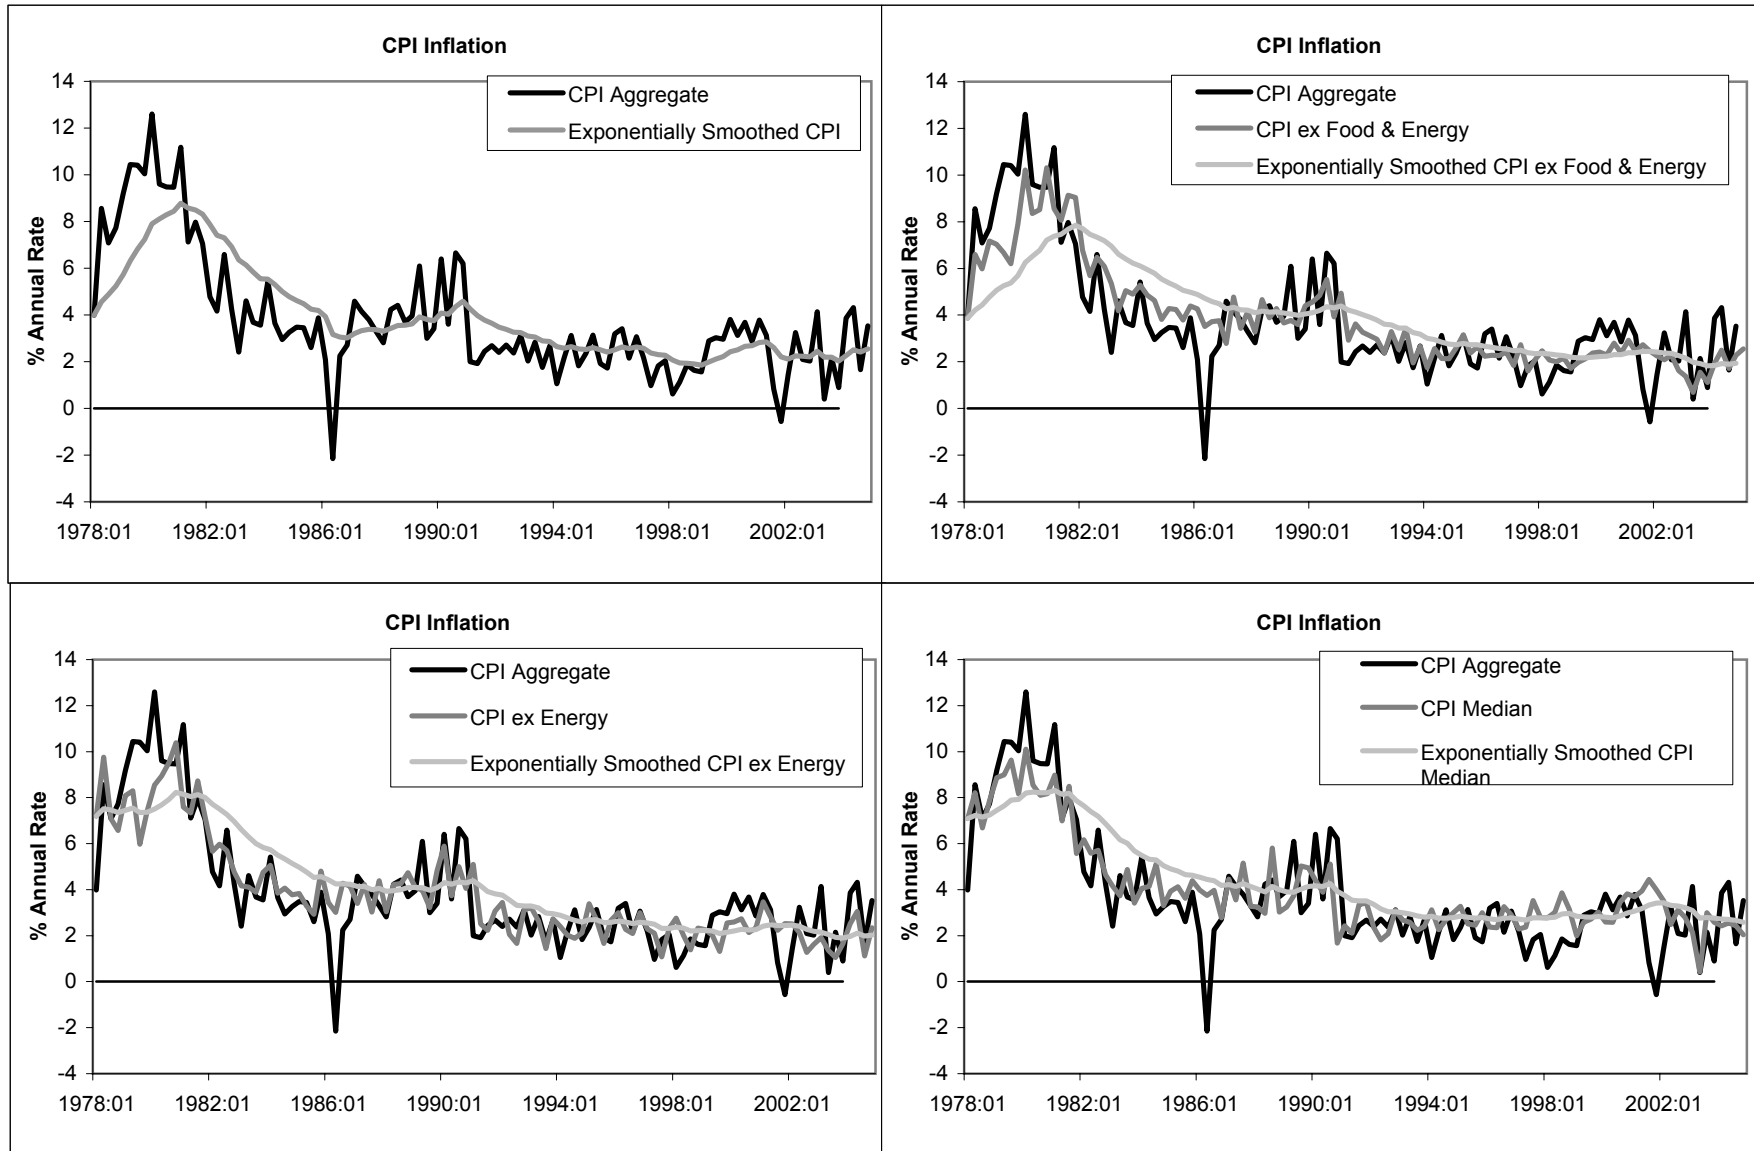 CPI Inflation
CPI Aggregate
Exponentially Smoothed CPI
% Annual Rate
14
12
10
8
6
4
2
0
-2
-4
1978:01 1982:01 1986:01 1990:01 1994:01 1998:01 2002:01
CPI Inflation
CPI Aggregate
CPI ex Food & Energy
Exponentially Smoothed CPI ex Food & Energy
% Annual Rate
14
12
10
8
6
4
2
0
-2
-4
1978:01 1982:01 1986:01 1990:01 1994:01 1998:01 2002:01
CPI Inflation
CPI Aggregate
CPI ex Energy
Exponentially Smoothed CPI ex Energy
% Annual Rate
14
12
10
8
6
4
2
0
-2
-4
1978:01 1982:01 1986:01 1990:01 1994:01 1998:01 2002:01
CPI Inflation
CPI Aggregate
CPI Median
Exponentially Smoothed CPI
Median
% Annual Rate
14
12
10
8
6
4
2
0
-2
-4
1978:01 1982:01 1986:01 1990:01 1994:01 1998:01 2002:01